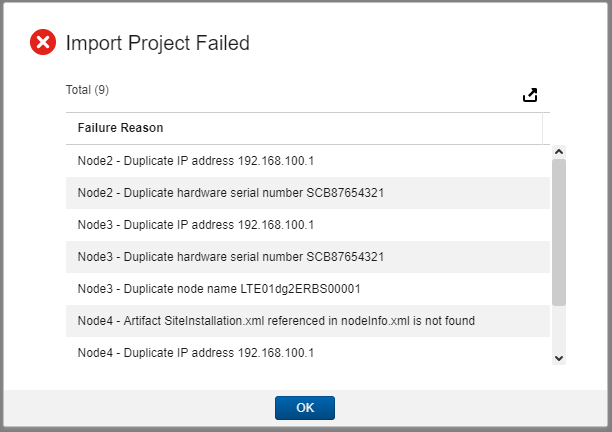 Import Project Failed
Total (9)
Failure Reason
Node2 - Duplicate IP address 192.168.100.1
Node2 - Duplicate hardware serial number SCB87654321
Node3 - Duplicate IP address 192.168.100.1
Node3 - Duplicate hardware serial number SCB87654321
Node3 - Duplicate node name LTE01dg2ERBS00001
Node4 - Artifact SiteInstallation.xml referenced in nodeInfo.xml is not found
Node4 - Duplicate IP address 192.168.100.1
OK